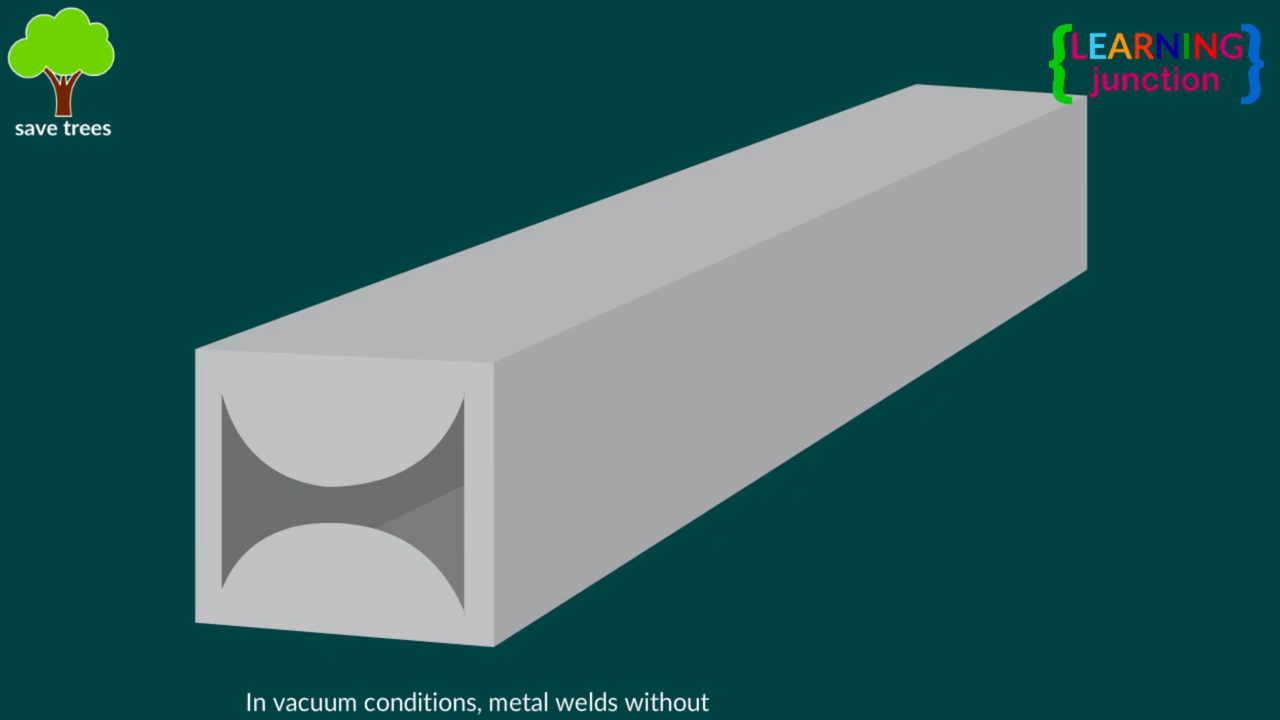 save trees
{LEARNING}
junction
In vacuum conditions, metal welds without